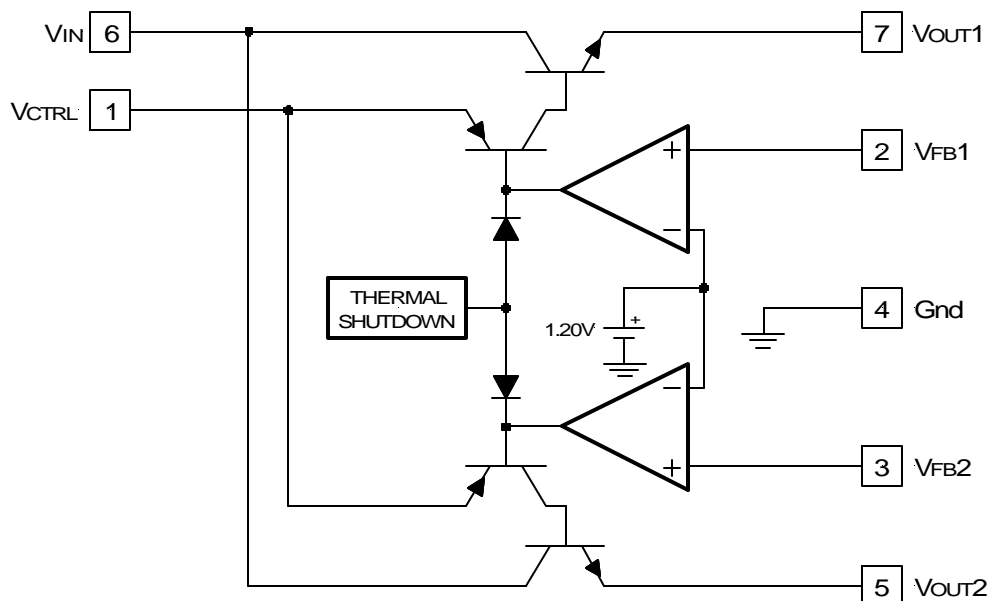 VIN 6
7 VOUT1
VCTRL 1
+
2 VFB1
−
THERMAL
SHUTDOWN
1.20V
+
4 Gnd
−
+
3 VFB2
5 VOUT2